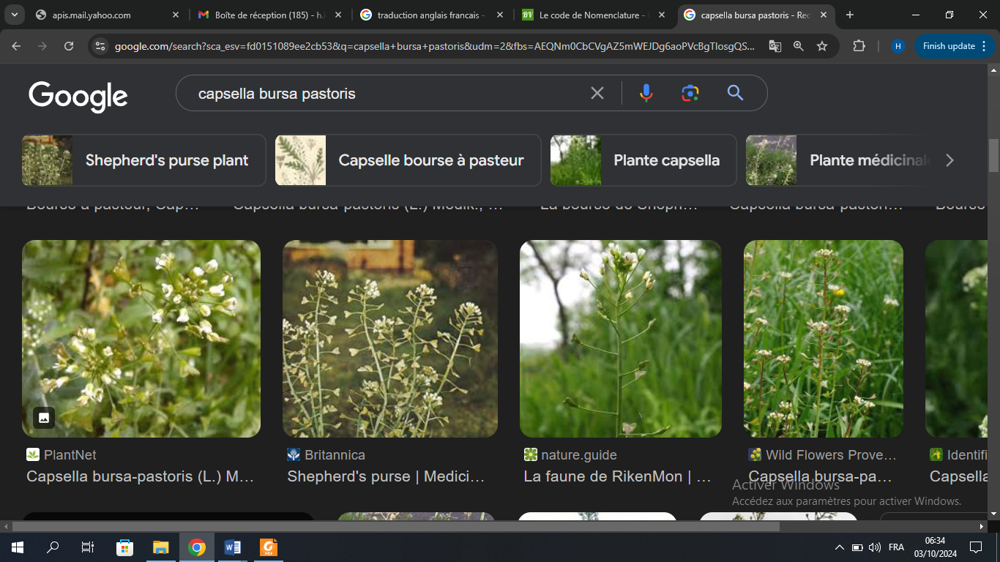 apis.mail.yahoo.com
Boîte de réception (185) - h.
traduction anglais francais -
Le code de Nomenclature -
capsella bursa pastoris - Rec
google.com/search?sca_esv=fd0151089ee2cb53&q=capsella+bursa+pastoris&udm=2&fbs=AEQNm0CbCVgAZ5mWEJDg6aoPVcBgTlosgQS...
H
Finish update
Google
capsella bursa pastoris
Shepherd's purse plant
Capselle bourse à pasteur
Plante capsella
Plante médicinale
Bourse à pasteur, Cap...
Capsella bursa-pastoris (L.) Medik., ...
La bourse de Sheph...
Capsella bursa-pastori...
Bourse
PlantNet
Capsella bursa-pastoris (L.) M...
Britannica
Shepherd's purse | Medici...
nature.guide
La faune de RikenMon | ...
Wild Flowers Prove...
Capsella bursa-pa...
Identifi
Capsella
Activer Windows
Accédez aux paramètres pour activer Windows.
FRA
06:34
03/10/2024